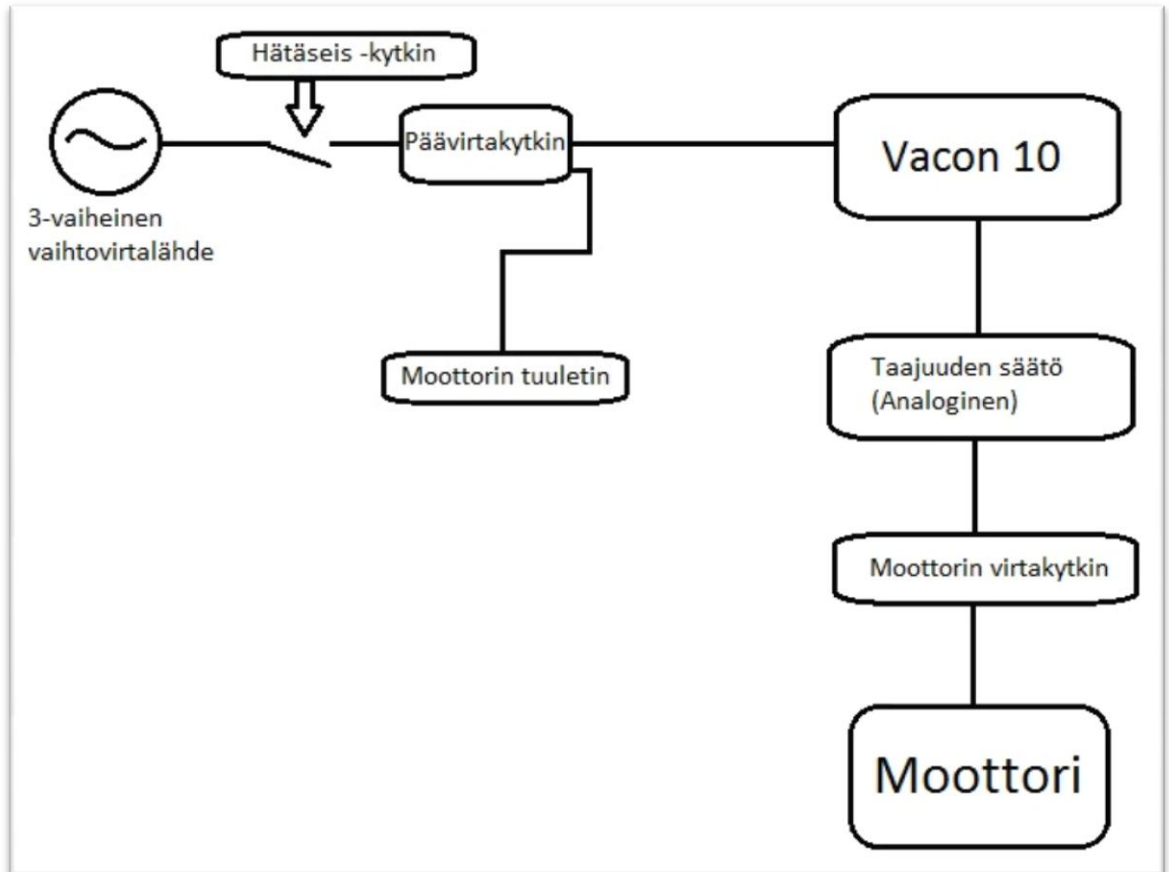 Hätäseis -kytkin
Päävirtakytkin
Vacon 10
3-vaiheinen
vaihtovirtalähde
Moottorin tuuletin
Taajuuden säätö
(Analoginen)
Moottorin virtakytkin
Moottori